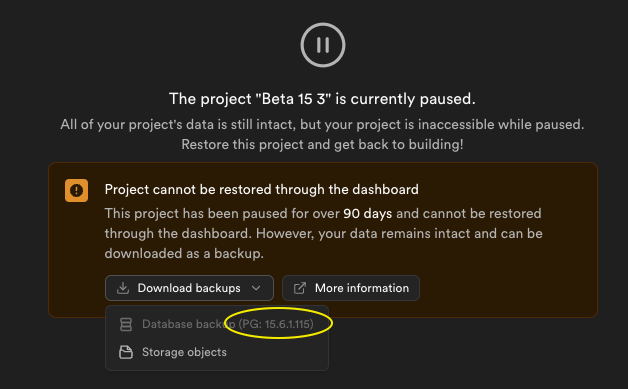 The project "Beta 15 3" is currently paused.
All of your project's data is still intact, but your project is inaccessible while paused.
Restore this project and get back to building!
Project cannot be restored through the dashboard
This project has been paused for over 90 days and cannot be restored
through the dashboard. However, your data remains intact and can be
downloaded as a backup.
Download backups
More information
Database backup (PG: 15.6.1.115)
Storage objects